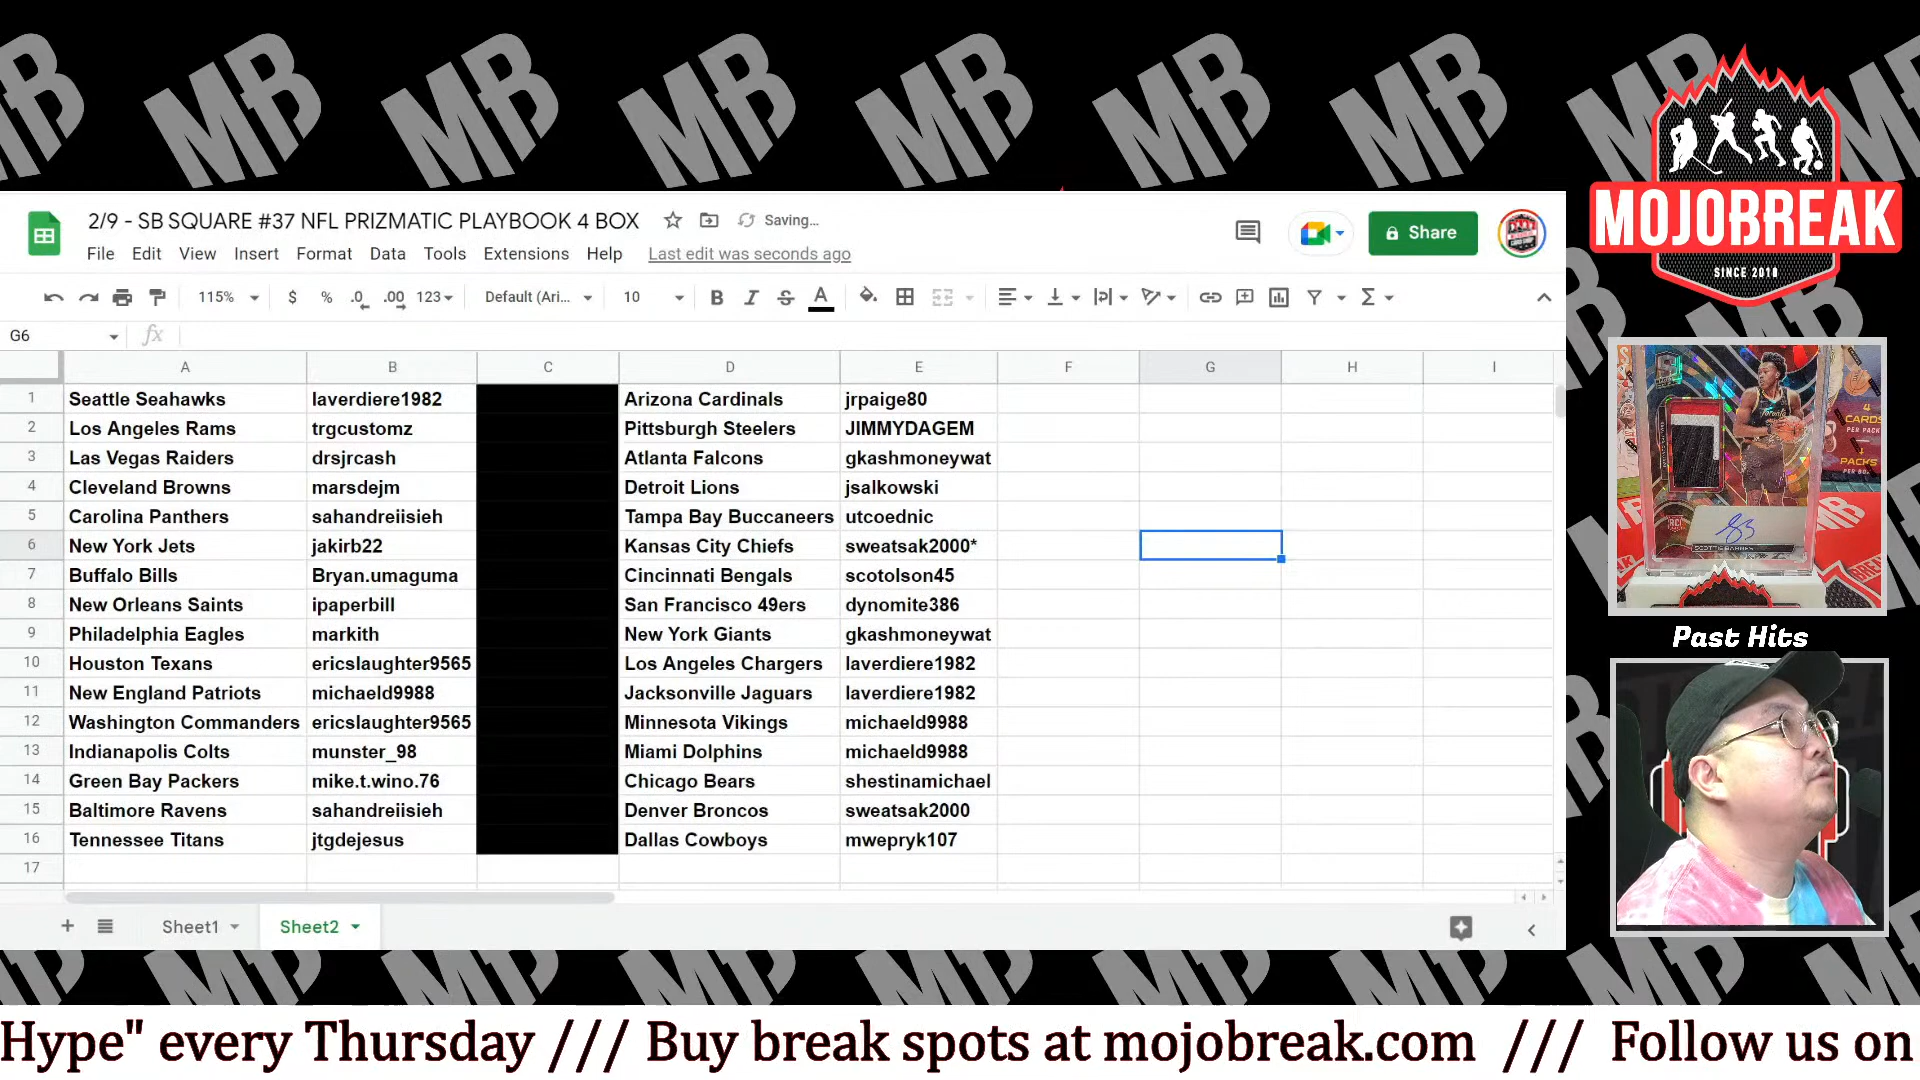 MOJOBREAK
SINCE 2018
2/9 - SB SQUARE #37 NFL PRIZMATIC PLAYBOOK 4 BOX
Saving...
Share
File Edit View Insert Format Data Tools Extensions Help Last edit was seconds ago
115% $ % .0 .00 123 Default (Ari... 10 B I S A
G6 fx
A B C D E F G H I
1 Seattle Seahawks laverdiere1982 Arizona Cardinals jrpaige80
2 Los Angeles Rams trgcustomz Pittsburgh Steelers JIMMYDAGEM
3 Las Vegas Raiders drsjrcash Atlanta Falcons gkashmoneywat
4 Cleveland Browns marsdejm Detroit Lions jsalkowski
5 Carolina Panthers sahandreiisieh Tampa Bay Buccaneers utcoednic
6 New York Jets jakirb22 Kansas City Chiefs sweatsak2000*
7 Buffalo Bills Bryan.umaguma Cincinnati Bengals scotolson45
8 New Orleans Saints ipaperbill San Francisco 49ers dynomite386
9 Philadelphia Eagles markith New York Giants gkashmoneywat
10 Houston Texans ericslaughter9565 Los Angeles Chargers laverdiere1982
11 New England Patriots michaeld9988 Jacksonville Jaguars laverdiere1982
12 Washington Commanders ericslaughter9565 Minnesota Vikings michaeld9988
13 Indianapolis Colts munster_98 Miami Dolphins michaeld9988
14 Green Bay Packers mike.t.wino.76 Chicago Bears shestinamichael
15 Baltimore Ravens sahandreiisieh Denver Broncos sweatsak2000
16 Tennessee Titans jtgdejesus Dallas Cowboys mwepryk107
17
Sheet1 Sheet2
4
CARDS
PER PACK
PACKS
SCOTTIE BARNES
Past Hits
Hype" every Thursday /// Buy break spots at mojobreak.com /// Follow us on